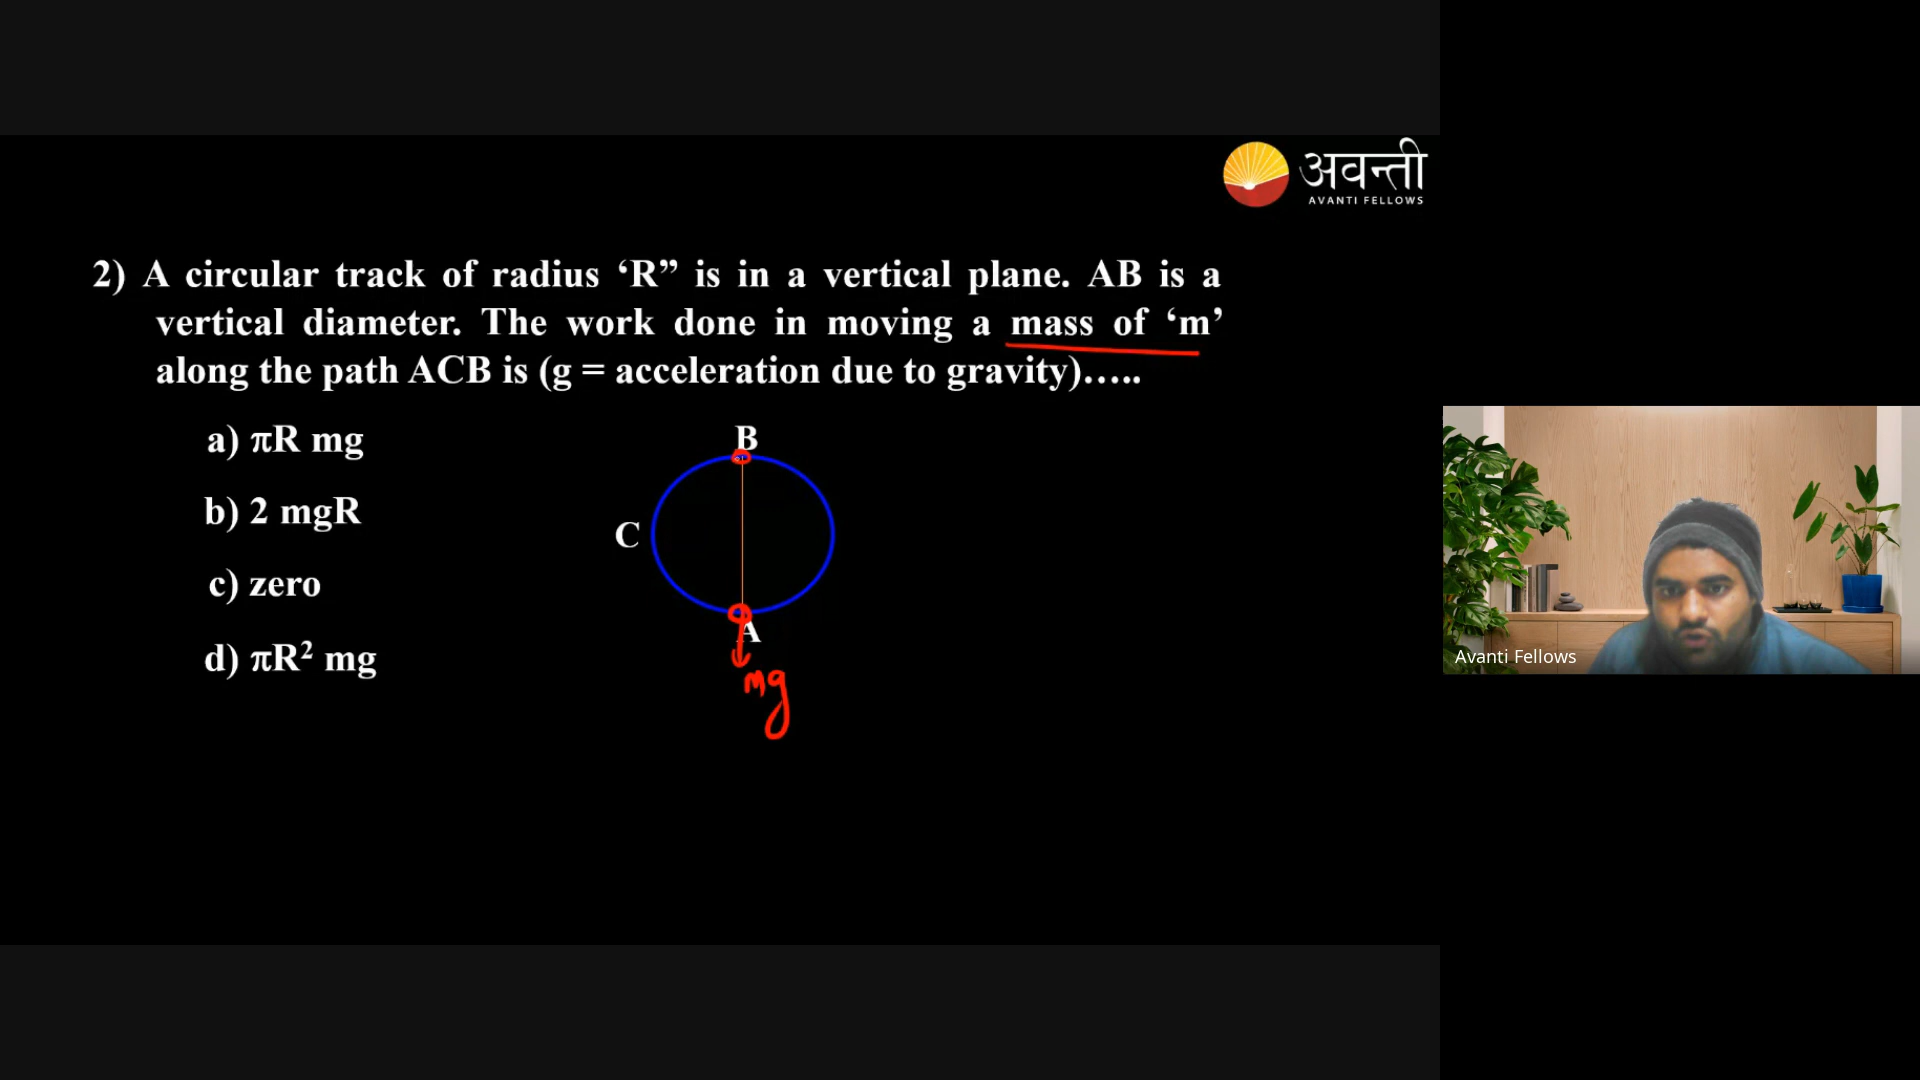 अवन्ती
AVANTI FELLOWS
2) A circular track of radius ‘R” is in a vertical plane. AB is a
vertical diameter. The work done in moving a mass of ‘m’
along the path ACB is (g = acceleration due to gravity)…..
a) πR mg
b) 2 mgR
c) zero
d) πR² mg
B
C
A
mg
Avanti Fellows